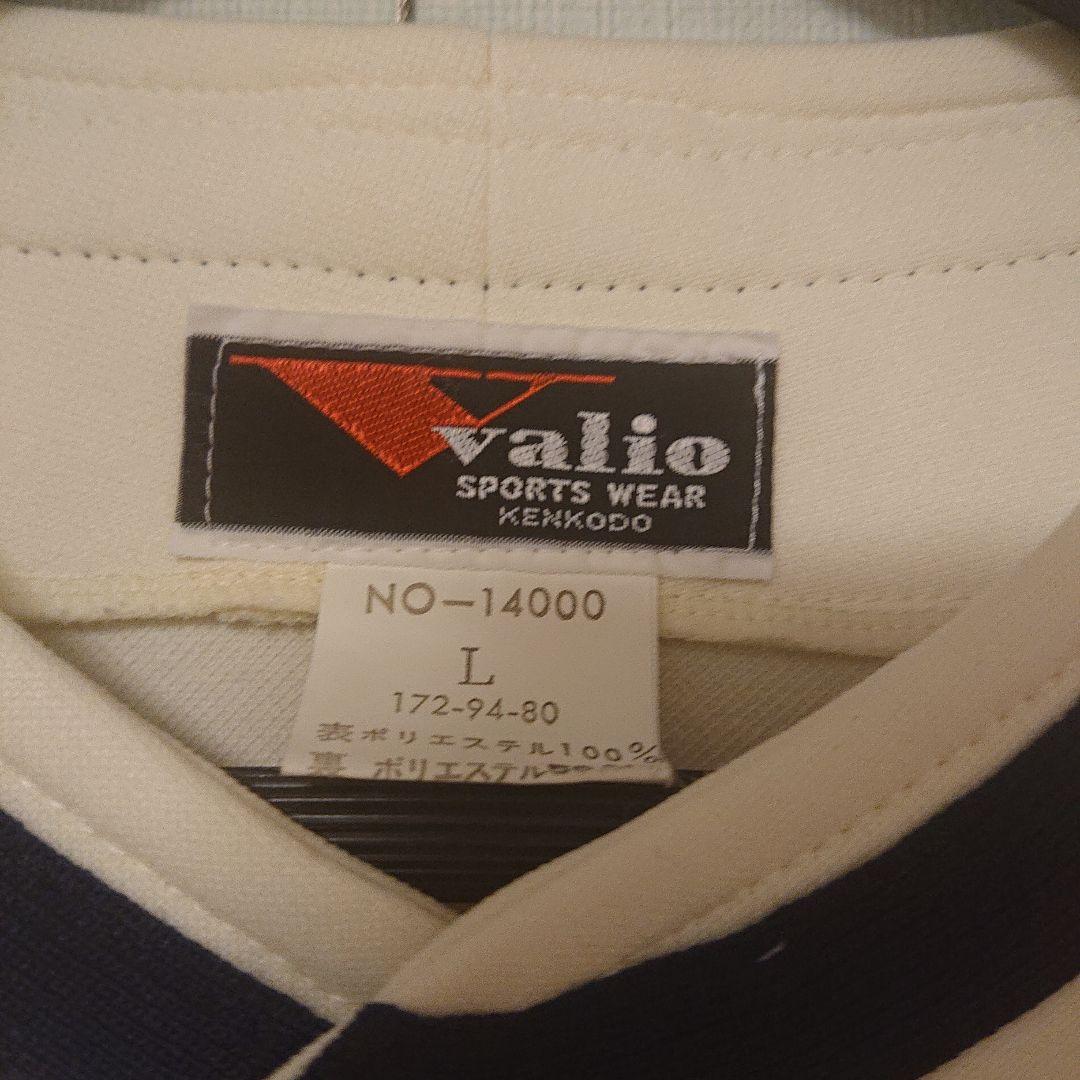 valio
SPORTS WEAR
KENKODO
NO-14000
L
172-94-80
表 ポリエステル100%
裏 ポリエステル